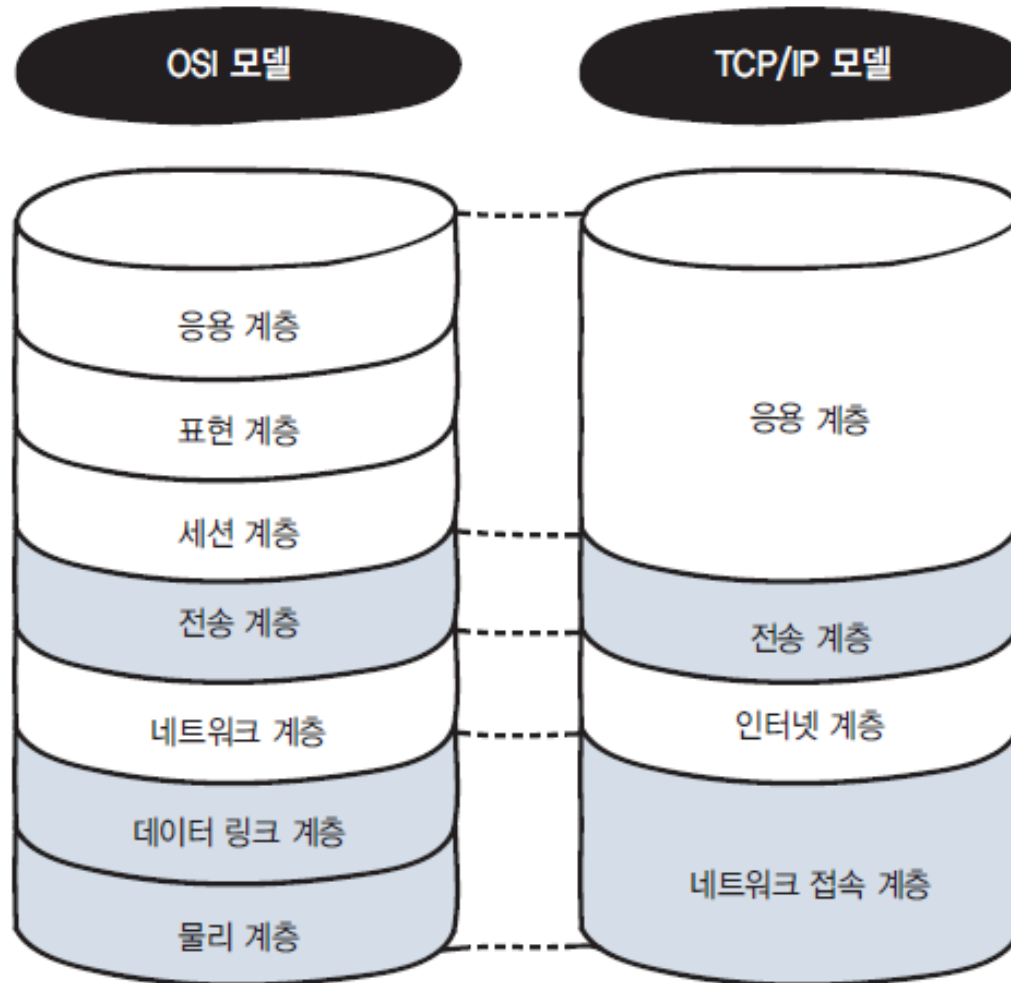 OSI 모델
응용 계층
표현 계층
세션 계층
전송 계층
네트워크 계층
데이터 링크 계층
물리 계층
TCP/IP 모델
응용 계층
전송 계층
인터넷 계층
네트워크 접속 계층